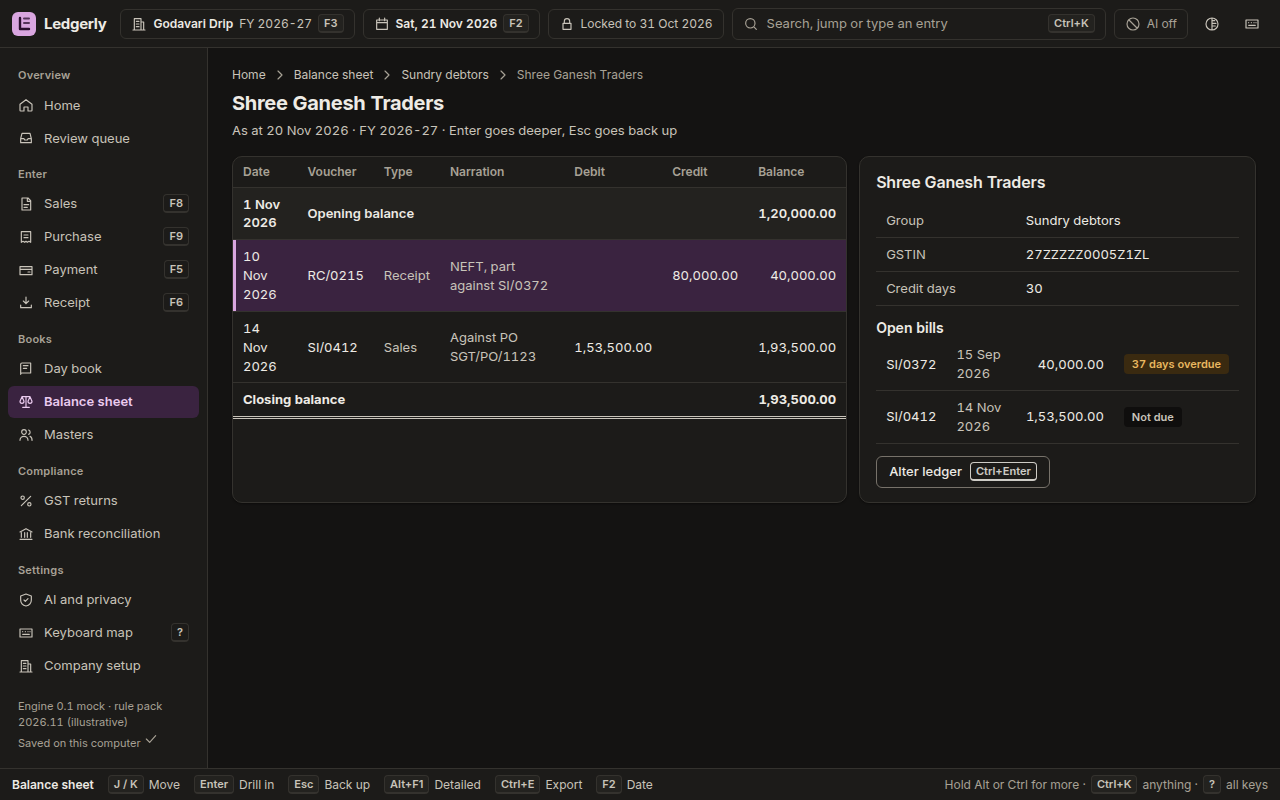 Ledgerly
Godavari Drip FY 2026-27 F3
Sat, 21 Nov 2026 F2
Locked to 31 Oct 2026
Search, jump or type an entry Ctrl+K
AI off
Overview
Home
Review queue
Enter
Sales F8
Purchase F9
Payment F5
Receipt F6
Books
Day book
Balance sheet
Masters
Compliance
GST returns
Bank reconciliation
Settings
AI and privacy
Keyboard map ?
Company setup
Engine 0.1 mock · rule pack
2026.11 (illustrative)
Saved on this computer
Home > Balance sheet > Sundry debtors > Shree Ganesh Traders
Shree Ganesh Traders
As at 20 Nov 2026 · FY 2026-27 · Enter goes deeper, Esc goes back up
Date Voucher Type Narration Debit Credit Balance
1 Nov
2026 Opening balance 1,20,000.00
10
Nov
2026 RC/0215 Receipt NEFT, part
against SI/0372 80,000.00 40,000.00
14
Nov
2026 SI/0412 Sales Against PO
SGT/PO/1123 1,53,500.00 1,93,500.00
Closing balance 1,93,500.00
Shree Ganesh Traders
Group Sundry debtors
GSTIN 27ZZZZZ0005Z1ZL
Credit days 30
Open bills
SI/0372 15 Sep
2026 40,000.00 37 days overdue
SI/0412 14 Nov
2026 1,53,500.00 Not due
Alter ledger Ctrl+Enter
Balance sheet J / K Move Enter Drill in Esc Back up Alt+F1 Detailed Ctrl+E Export F2 Date
Hold Alt or Ctrl for more · Ctrl+K anything · ? all keys